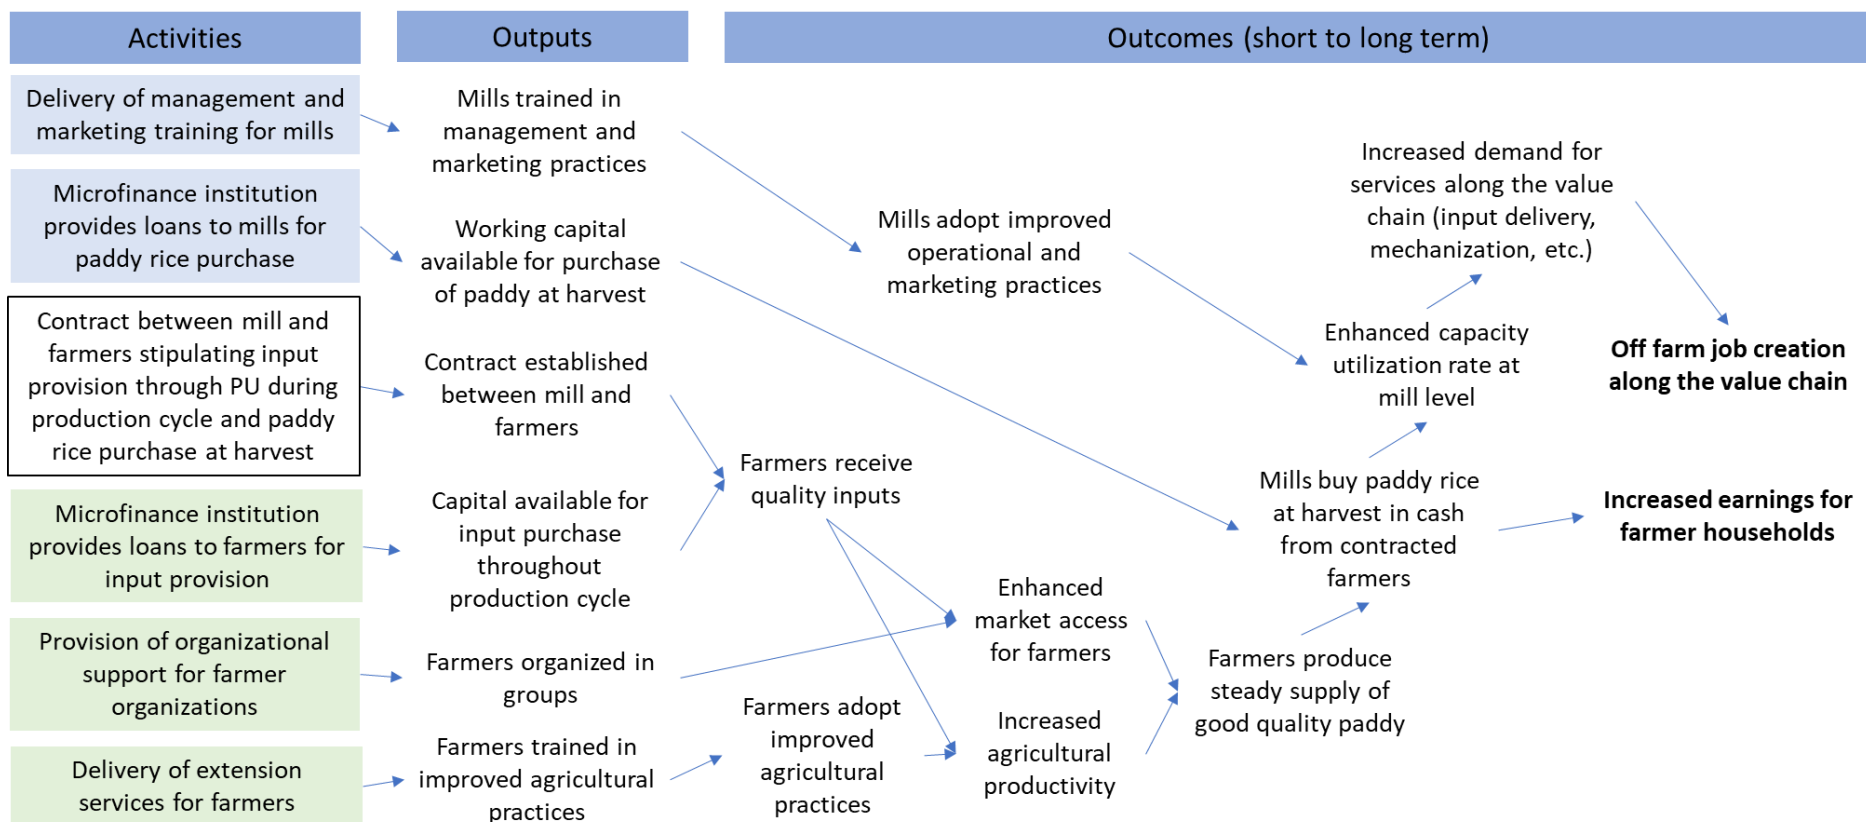 Activities
Outputs
Outcomes (short to long term)
Delivery of management and
marketing training for mills
Microfinance institution
provides loans to mills for
paddy rice purchase
Contract between mill and
farmers stipulating input
provision through PU during
production cycle and paddy
rice purchase at harvest
Microfinance institution
provides loans to farmers for
input provision
Provision of organizational
support for farmer
organizations
Delivery of extension
services for farmers
Mills trained in
management and
marketing practices
Working capital
available for purchase
of paddy at harvest
Contract established
between mill and
farmers
Capital available for
input purchase
throughout
production cycle
Farmers organized in
groups
Farmers trained in
improved agricultural
practices
Mills adopt improved
operational and
marketing practices
Farmers receive
quality inputs
Farmers adopt
improved
agricultural
practices
Enhanced
market access
for farmers
Increased
agricultural
productivity
Increased demand for
services along the value
chain (input delivery,
mechanization, etc.)
Enhanced capacity
utilization rate at
mill level
Mills buy paddy rice
at harvest in cash
from contracted
farmers
Farmers produce
steady supply of
good quality paddy
Off farm job creation
along the value chain
Increased earnings for
farmer households